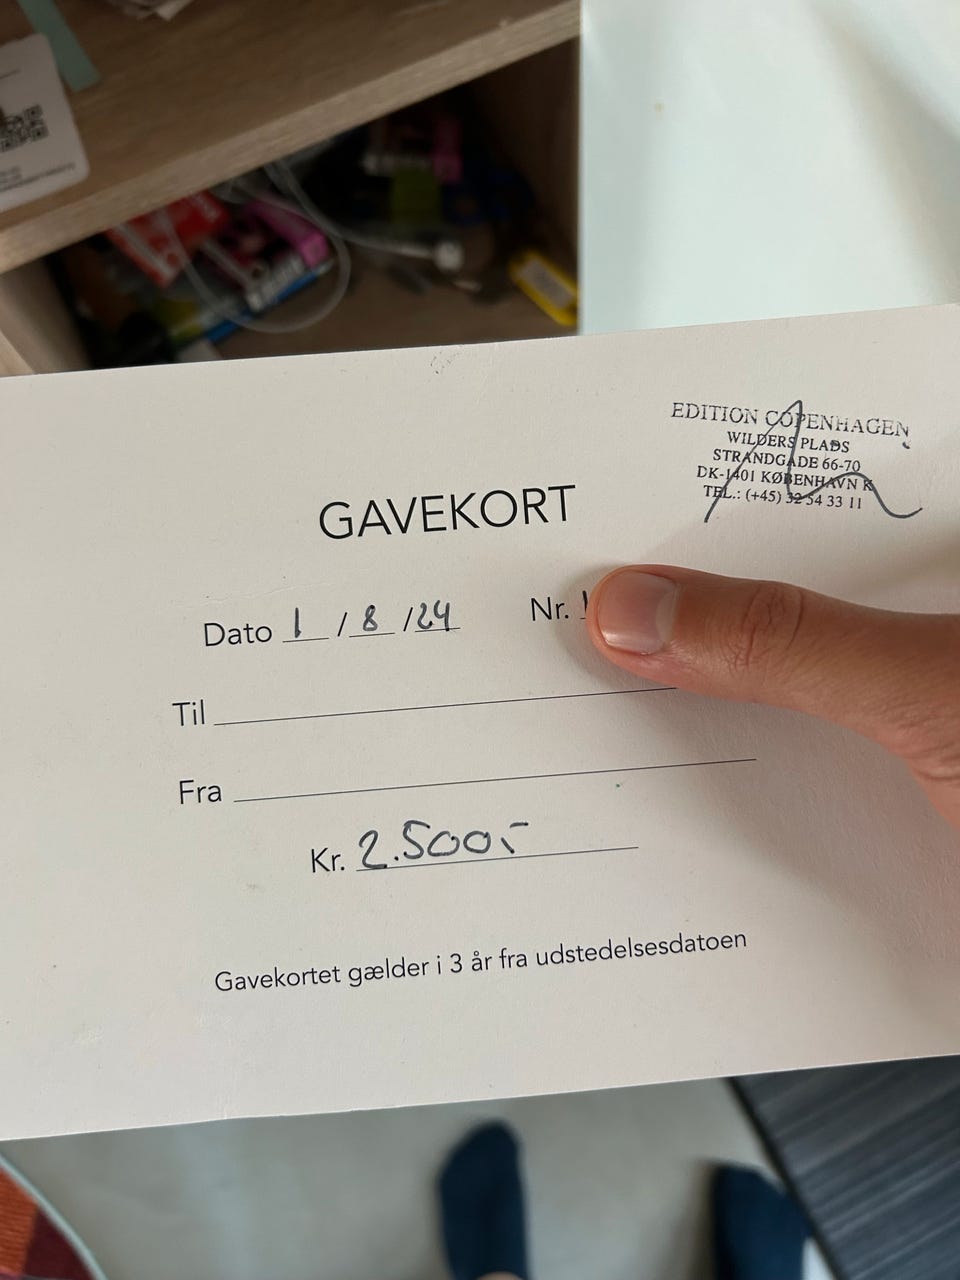 EDITION COPENHAGEN
WILDERS PLADS
STRANDGADE 66-70
DK-1401 KØBENHAVN K
TEL.: (+45) 32 54 33 11
GAVEKORT
Dato 1 / 8 / 24 Nr.
Til
Fra
Kr. 2.500,-
Gavekortet gælder i 3 år fra udstedelsesdatoen